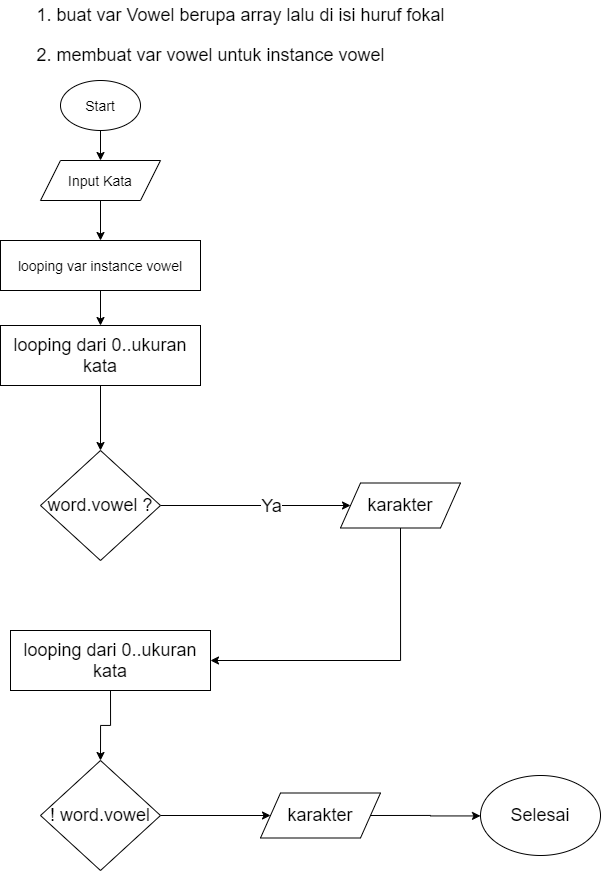 1. buat var Vowel berupa array lalu di isi huruf fokal
2. membuat var vowel untuk instance vowel
Start
Input Kata
looping var instance vowel
looping dari 0..ukuran
kata
word.vowel ?
Ya
karakter
looping dari 0..ukuran
kata
! word.vowel
karakter
Selesai